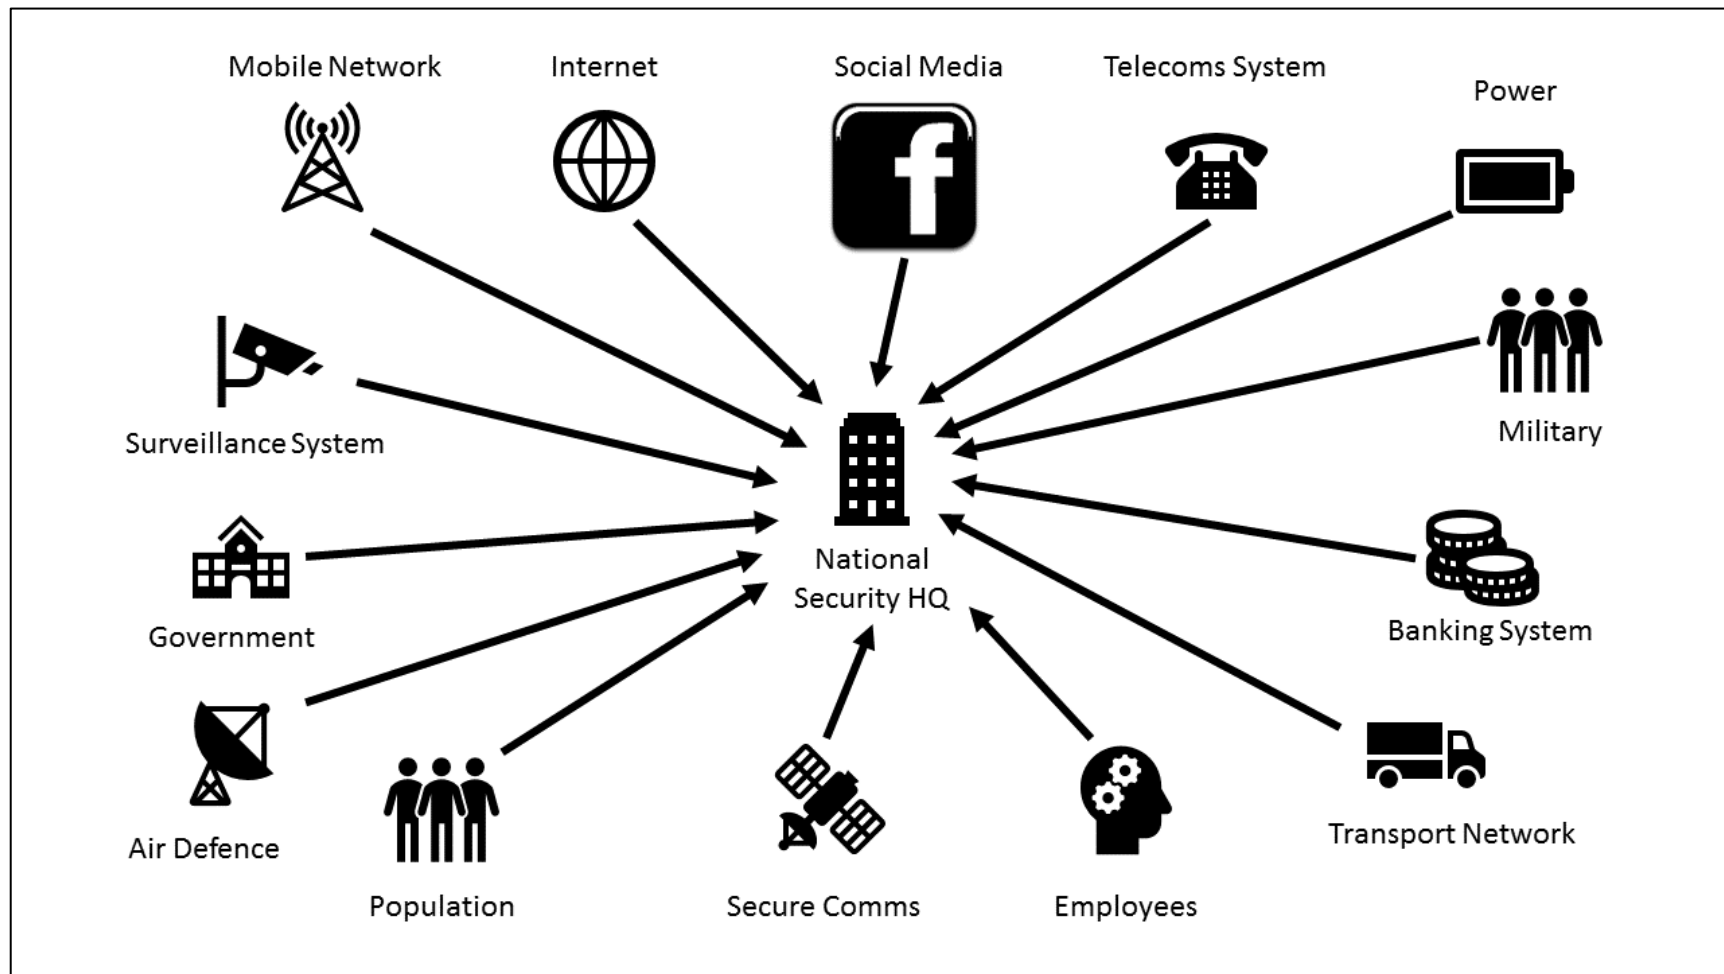 Mobile Network
Internet
Social Media
Telecoms System
Power
f
Surveillance System
Military
Government
National
Security HQ
Banking System
Air Defence
Transport Network
Population
Secure Comms
Employees